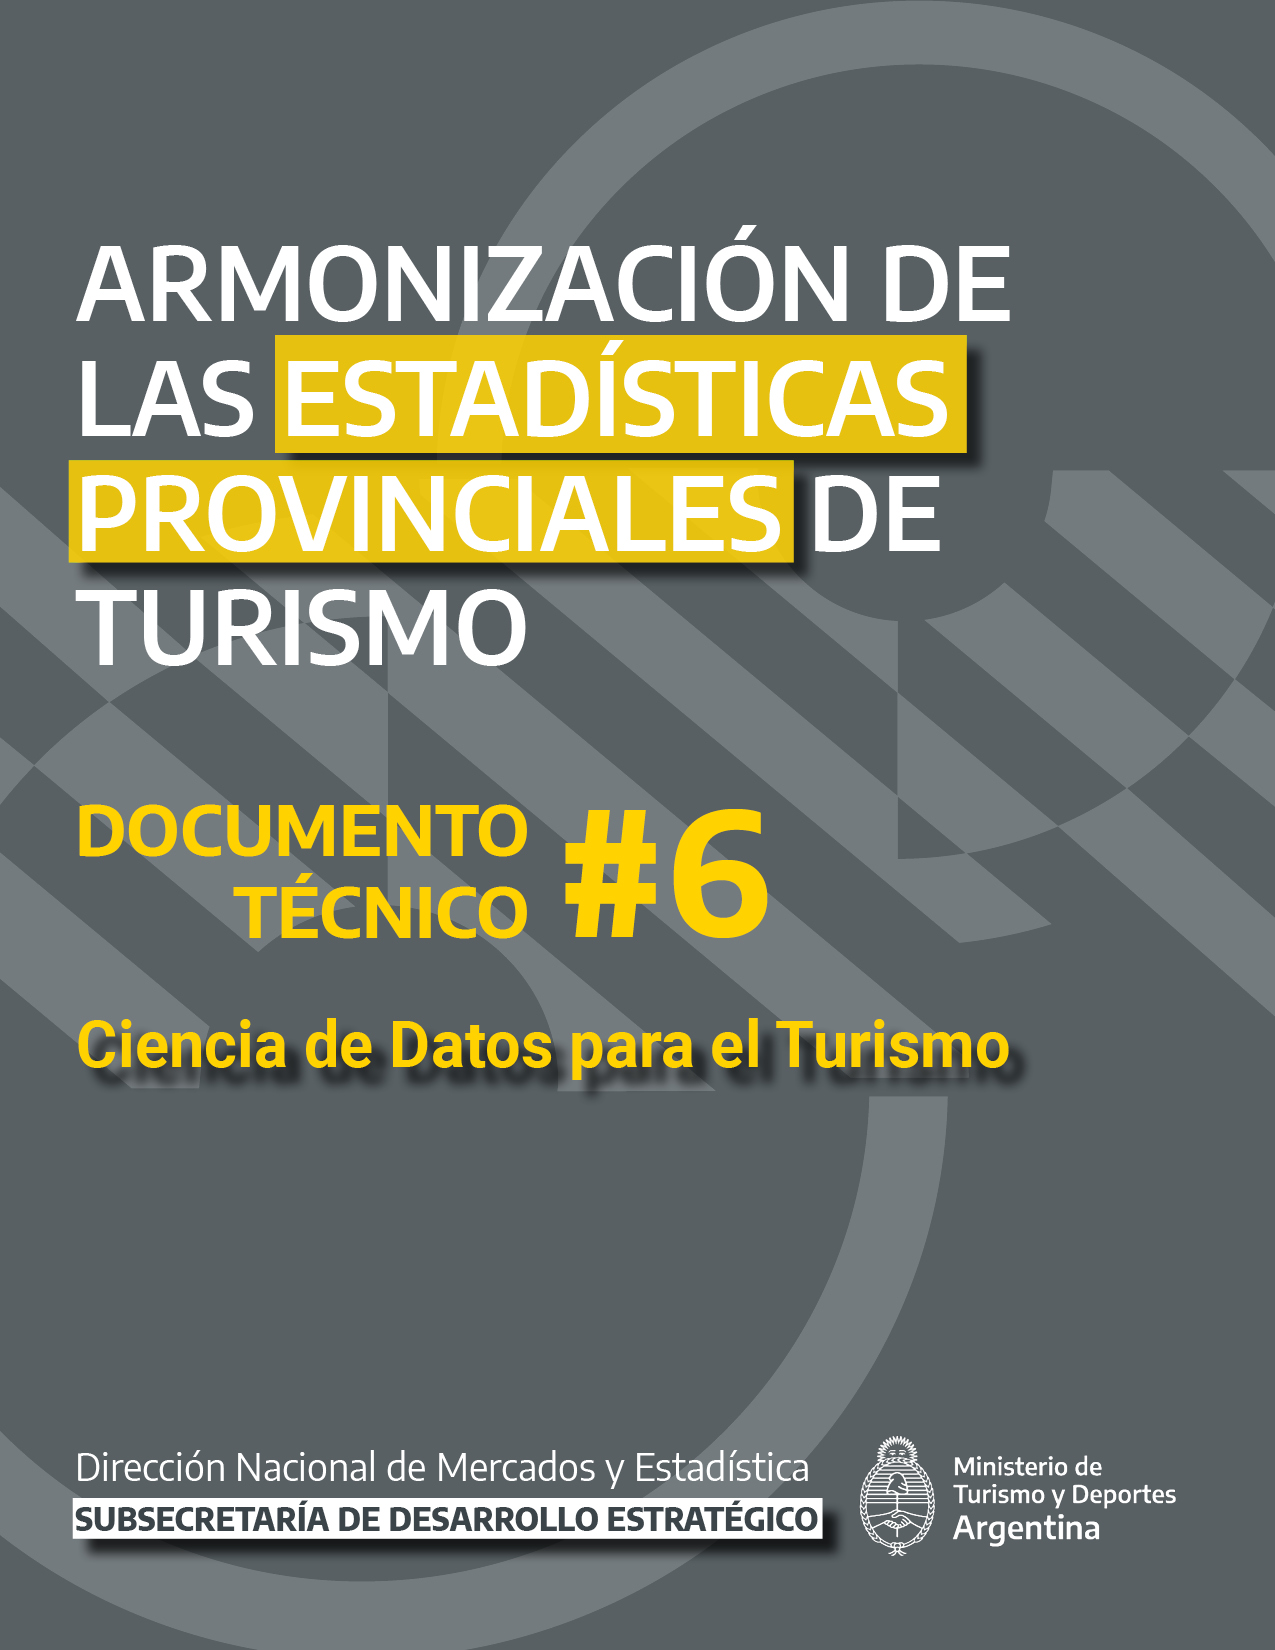 ARMONIZACIÓN DE
LAS ESTADÍSTICAS
PROVINCIALES DE
TURISMO
DOCUMENTO
TÉCNICO #6
Ciencia de Datos para el Turismo
Dirección Nacional de Mercados y Estadística
SUBSECRETARÍA DE DESARROLLO ESTRATÉGICO
Ministerio de
Turismo y Deportes
Argentina